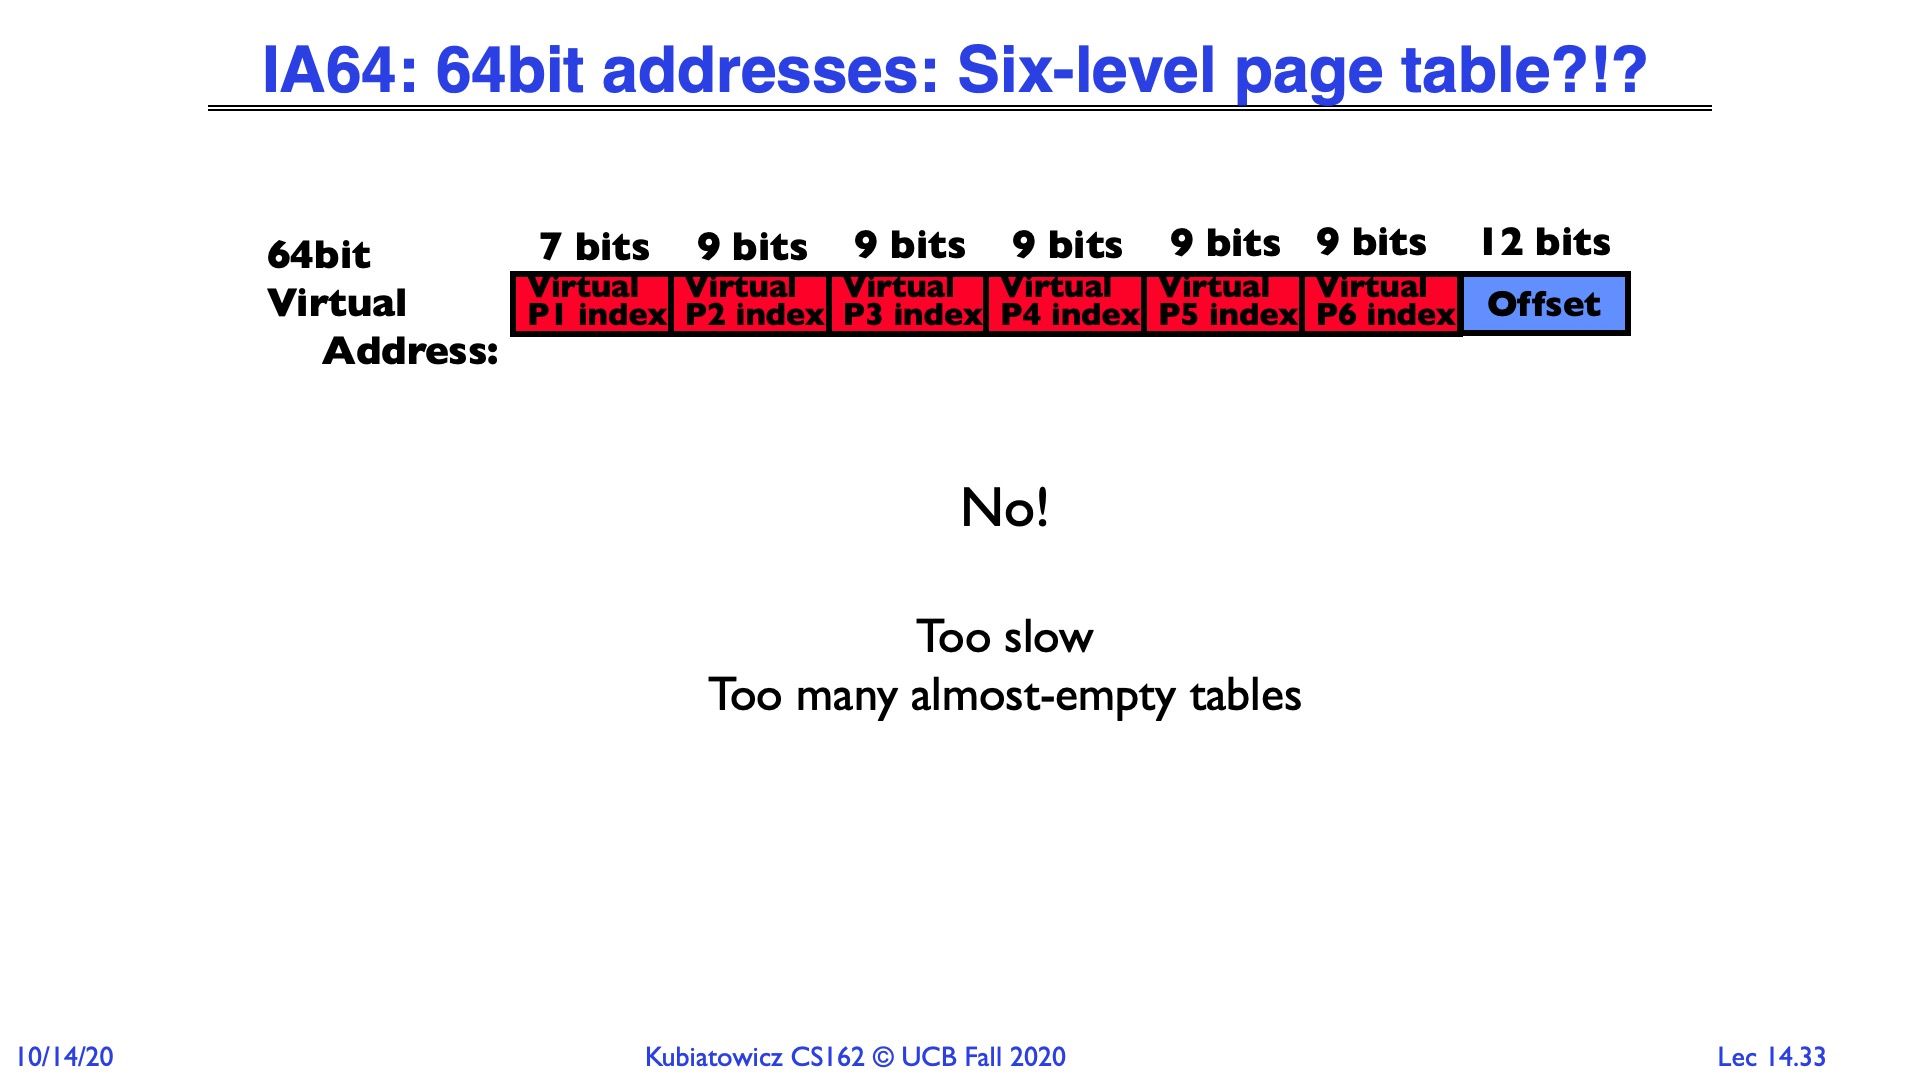 IA64: 64bit addresses: Six-level page table?!?
64bit
Virtual
Address:
7 bits 9 bits 9 bits 9 bits 9 bits 9 bits 12 bits
Virtual Virtual Virtual Virtual Virtual Virtual
P1 index P2 index P3 index P4 index P5 index P6 index Offset
No!
Too slow
Too many almost-empty tables
10/14/20 Kubiatowicz CS162 © UCB Fall 2020 Lec 14.33